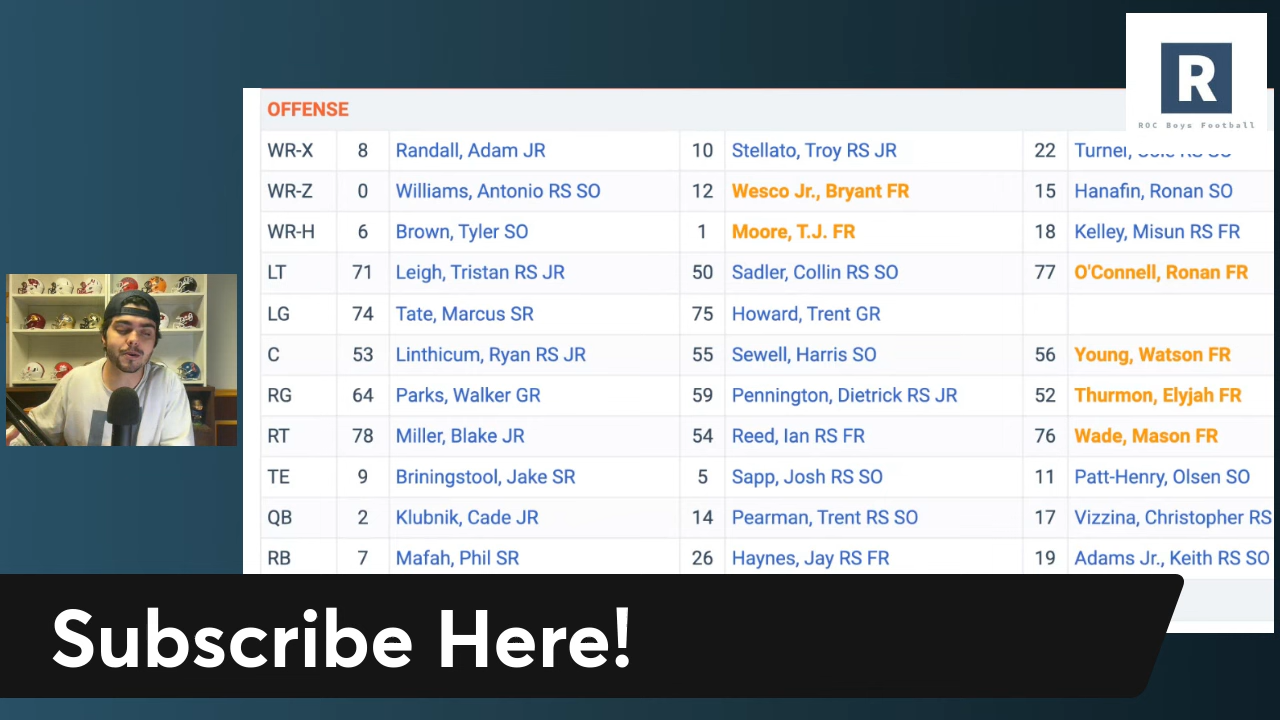 R
ROC Boys Football
OFFENSE
WR-X 8 Randall, Adam JR 10 Stellato, Troy RS JR 22 Turner,
WR-Z 0 Williams, Antonio RS SO 12 Wesco Jr., Bryant FR 15 Hanafin, Ronan SO
WR-H 6 Brown, Tyler SO 1 Moore, T.J. FR 18 Kelley, Misun RS FR
LT 71 Leigh, Tristan RS JR 50 Sadler, Collin RS SO 77 O'Connell, Ronan FR
LG 74 Tate, Marcus SR 75 Howard, Trent GR
C 53 Linthicum, Ryan RS JR 55 Sewell, Harris SO 56 Young, Watson FR
RG 64 Parks, Walker GR 59 Pennington, Dietrick RS JR 52 Thurmon, Elyjah FR
RT 78 Miller, Blake JR 54 Reed, Ian RS FR 76 Wade, Mason FR
TE 9 Briningstool, Jake SR 5 Sapp, Josh RS SO 11 Patt-Henry, Olsen SO
QB 2 Klubnik, Cade JR 14 Pearman, Trent RS SO 17 Vizzina, Christopher RS
RB 7 Mafah, Phil SR 26 Haynes, Jay RS FR 19 Adams Jr., Keith RS SO
Subscribe Here!